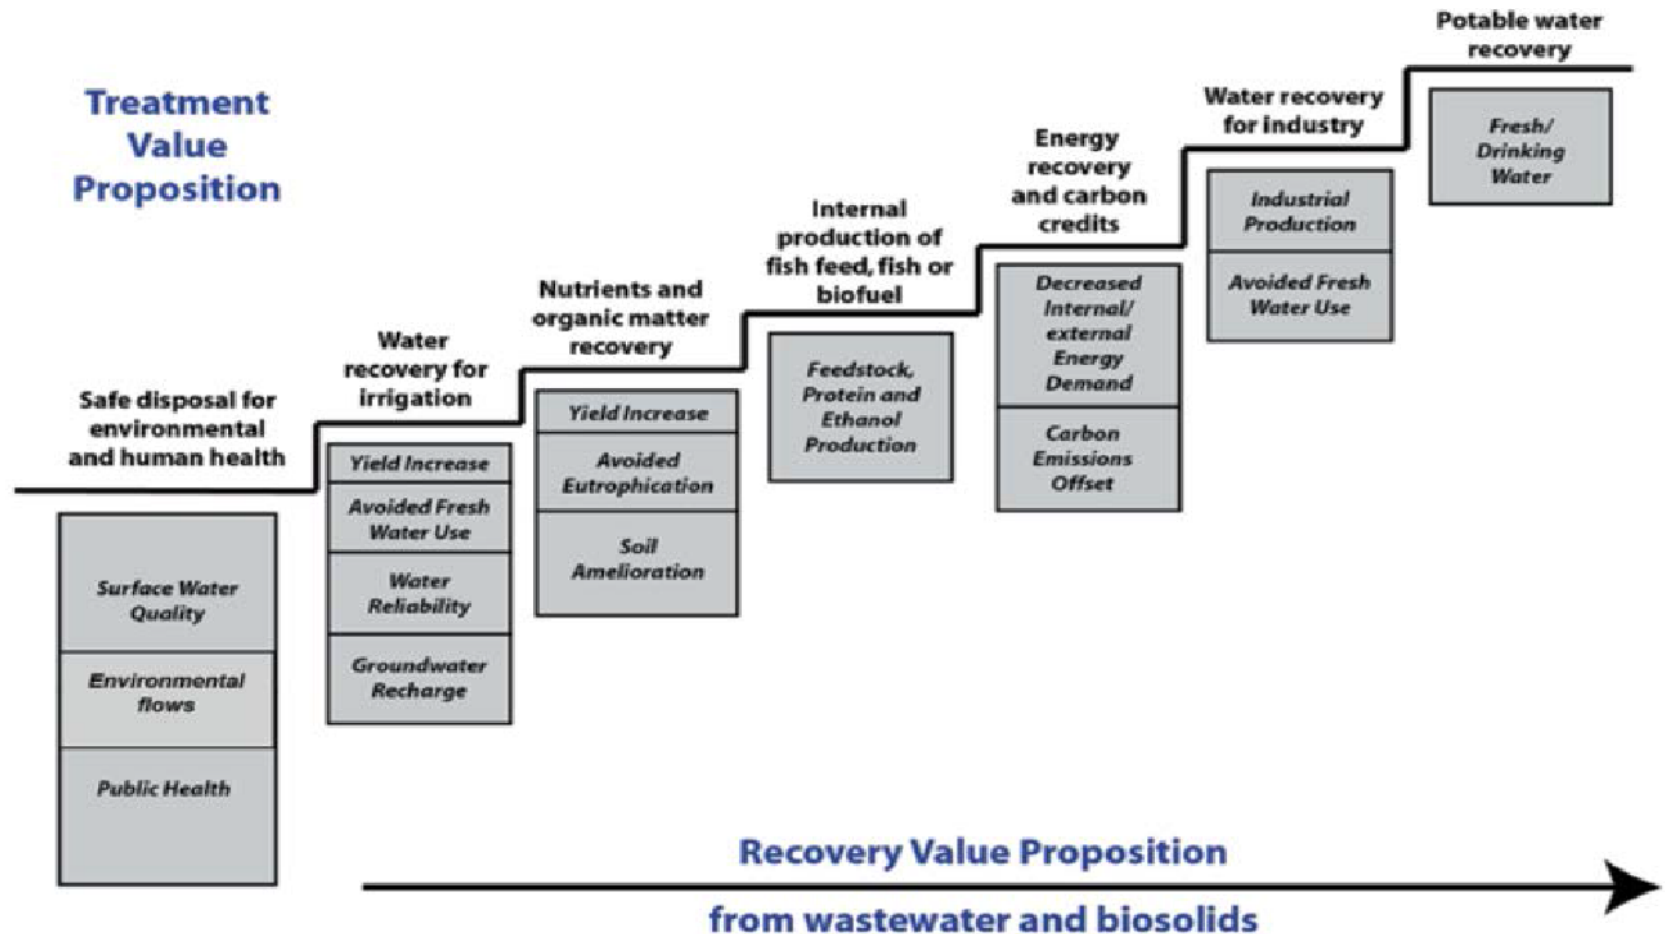 Treatment
Value
Proposition
Safe disposal for
environmental
and human health
Surface Water
Quality
Environmental
flows
Public Health
Water
recovery for
irrigation
Yield Increase
Avoided Fresh
Water Use
Water
Reliability
Groundwater
Recharge
Nutrients and
organic matter
recovery
Yield Increase
Avoided
Eutrophication
Soil
Amelioration
Internal
production of
fish feed, fish or
biofuel
Feedstock,
Protein and
Ethanol
Production
Energy
recovery
and carbon
credits
Decreased
Internal/
external
Energy
Demand
Carbon
Emissions
Offset
Water recovery
for industry
Industrial
Production
Avoided Fresh
Water Use
Potable water
recovery
Fresh/
Drinking
Water
Recovery Value Proposition
from wastewater and biosolids